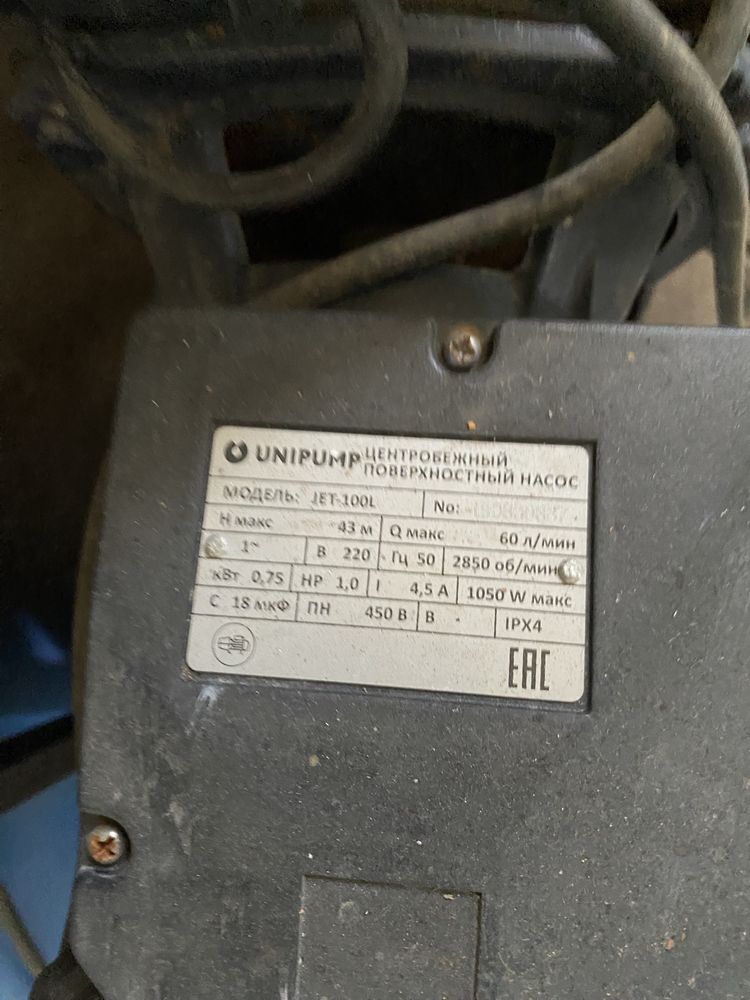 UNIPUMP ЦЕНТРОБЕЖНЫЙ
ПОВЕРХНОСТНЫЙ НАСОС
МОДЕЛЬ: JET-100L No:
H макс 43 м Q макс 60 л/мин
1~ В 220 Гц 50 2850 об/мин
кВт 0,75 HP 1,0 I 4,5 А 1050 W макс
С 18 мкФ ПН 450 В В - IPX4
EAC